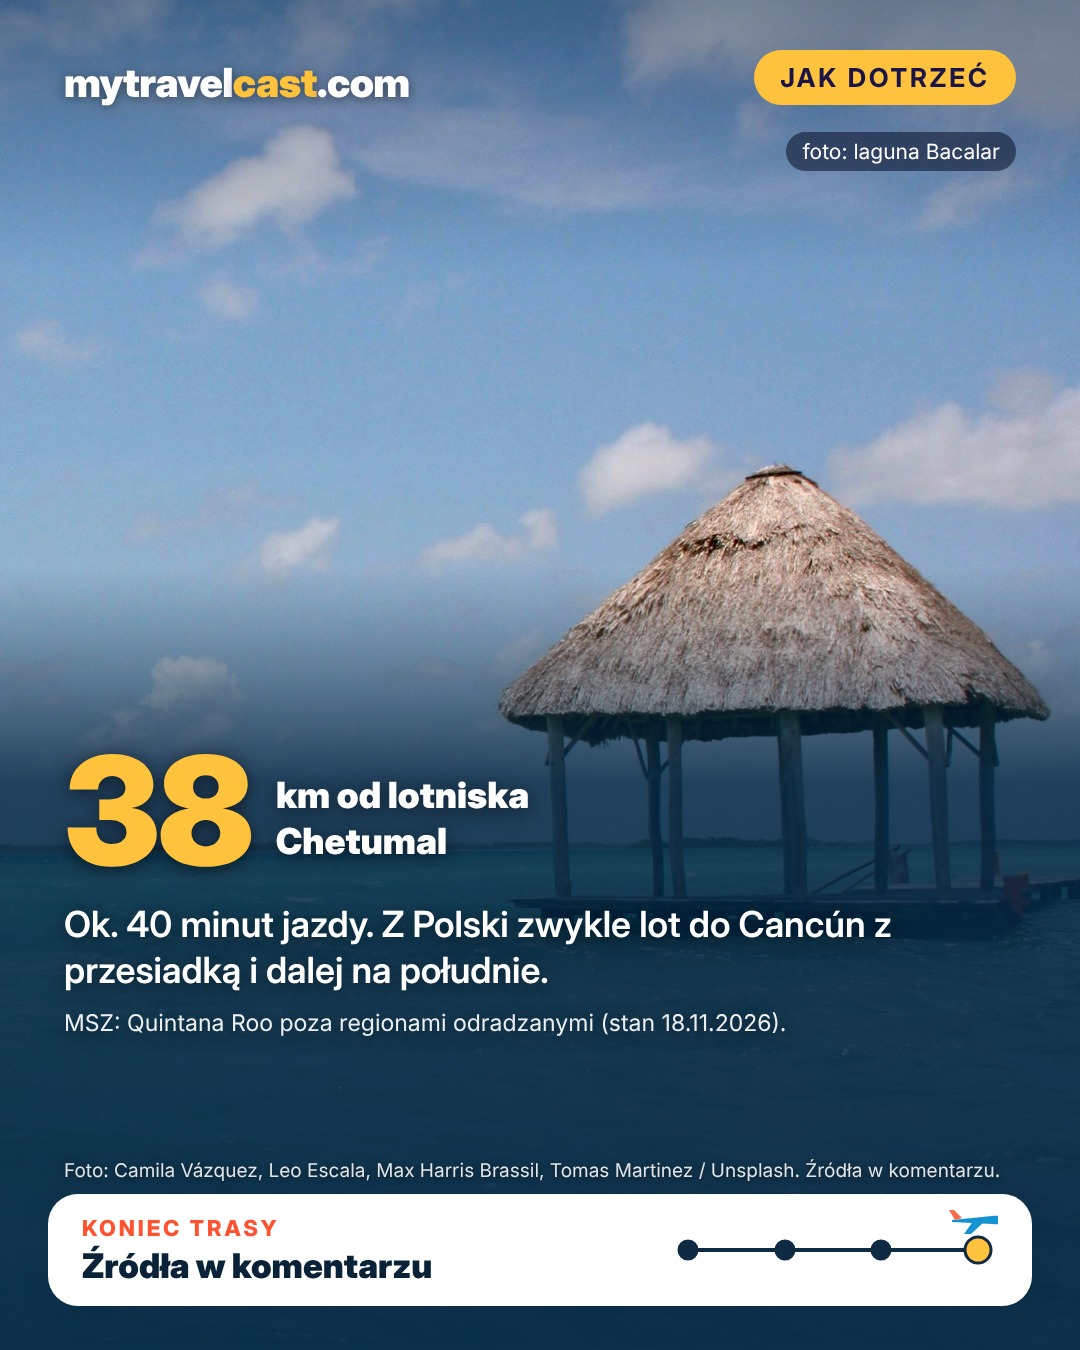 mytravelcast.com
JAK DOTRZEĆ
foto: laguna Bacalar
38
km od lotniska
Chetumal
Ok. 40 minut jazdy. Z Polski zwykle lot do Cancún z
przesiadką i dalej na południe.
MSZ: Quintana Roo poza regionami odradzanymi (stan 18.11.2026).
Foto: Camila Vázquez, Leo Escala, Max Harris Brassil, Tomas Martinez / Unsplash. Źródła w komentarzu.
KONIEC TRASY
Źródła w komentarzu